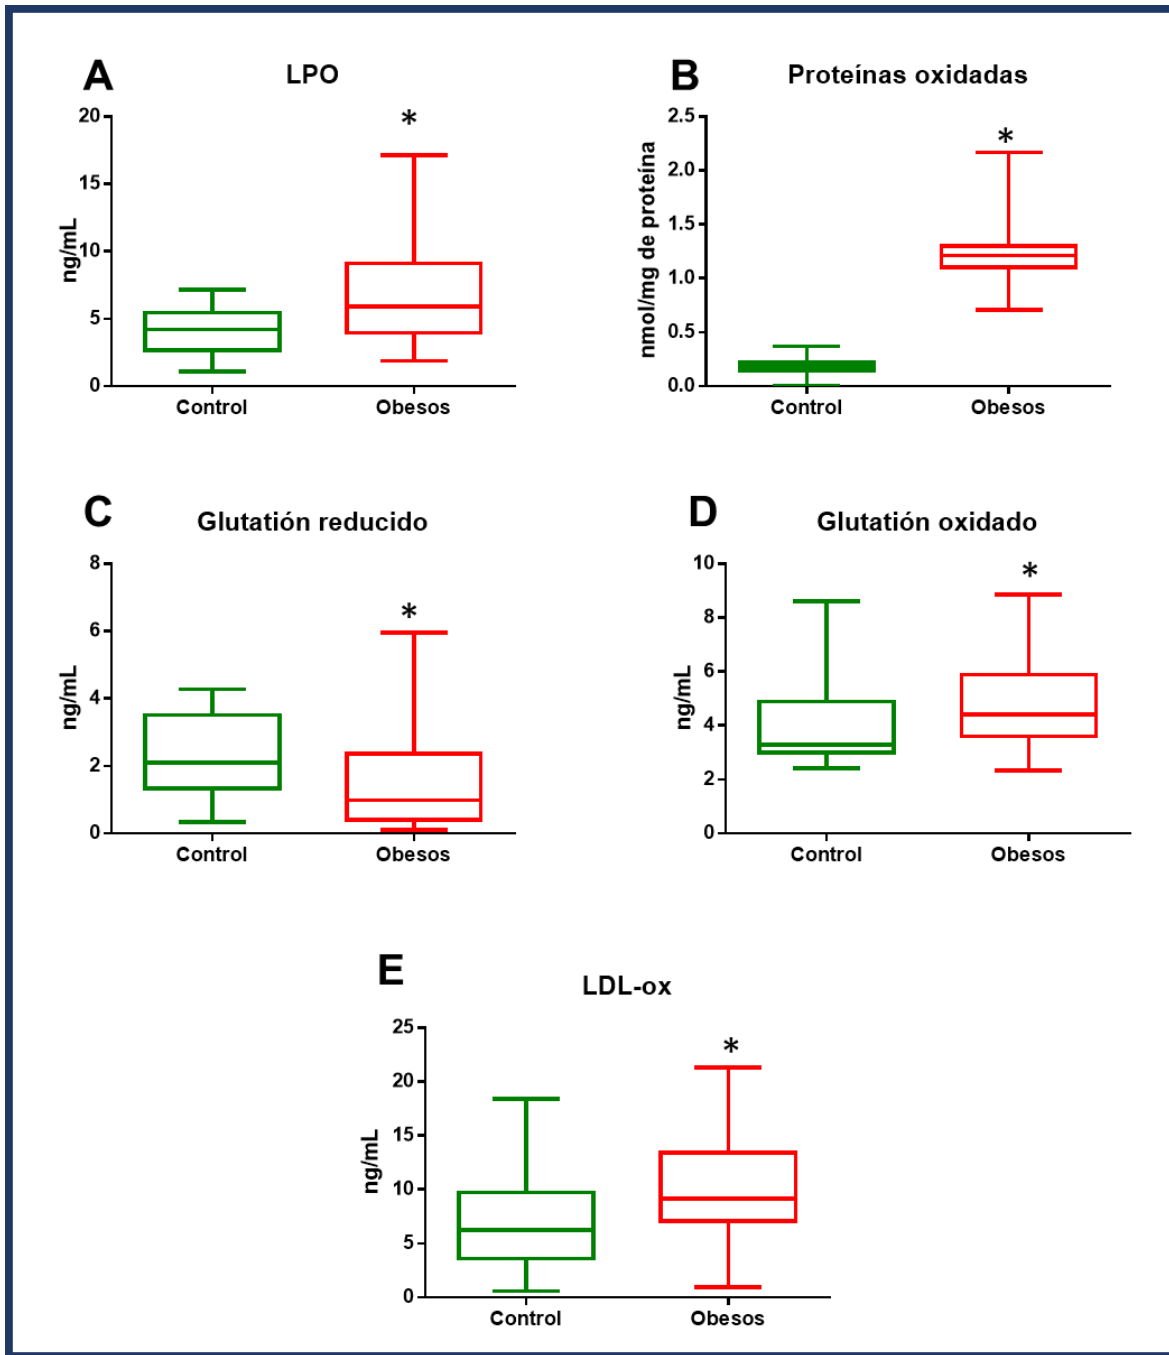 A
LPO
*
20
15
10
5
0
ng/mL
Control
Obesos
B
Proteínas oxidadas
*
2.5
2.0
1.5
1.0
0.5
0.0
nmol/mg de proteína
Control
Obesos
C
Glutatión reducido
*
8
6
4
2
0
ng/mL
Control
Obesos
D
Glutatión oxidado
*
10
8
6
4
2
0
ng/mL
Control
Obesos
E
LDL-ox
*
25
20
15
10
5
0
ng/mL
Control
Obesos